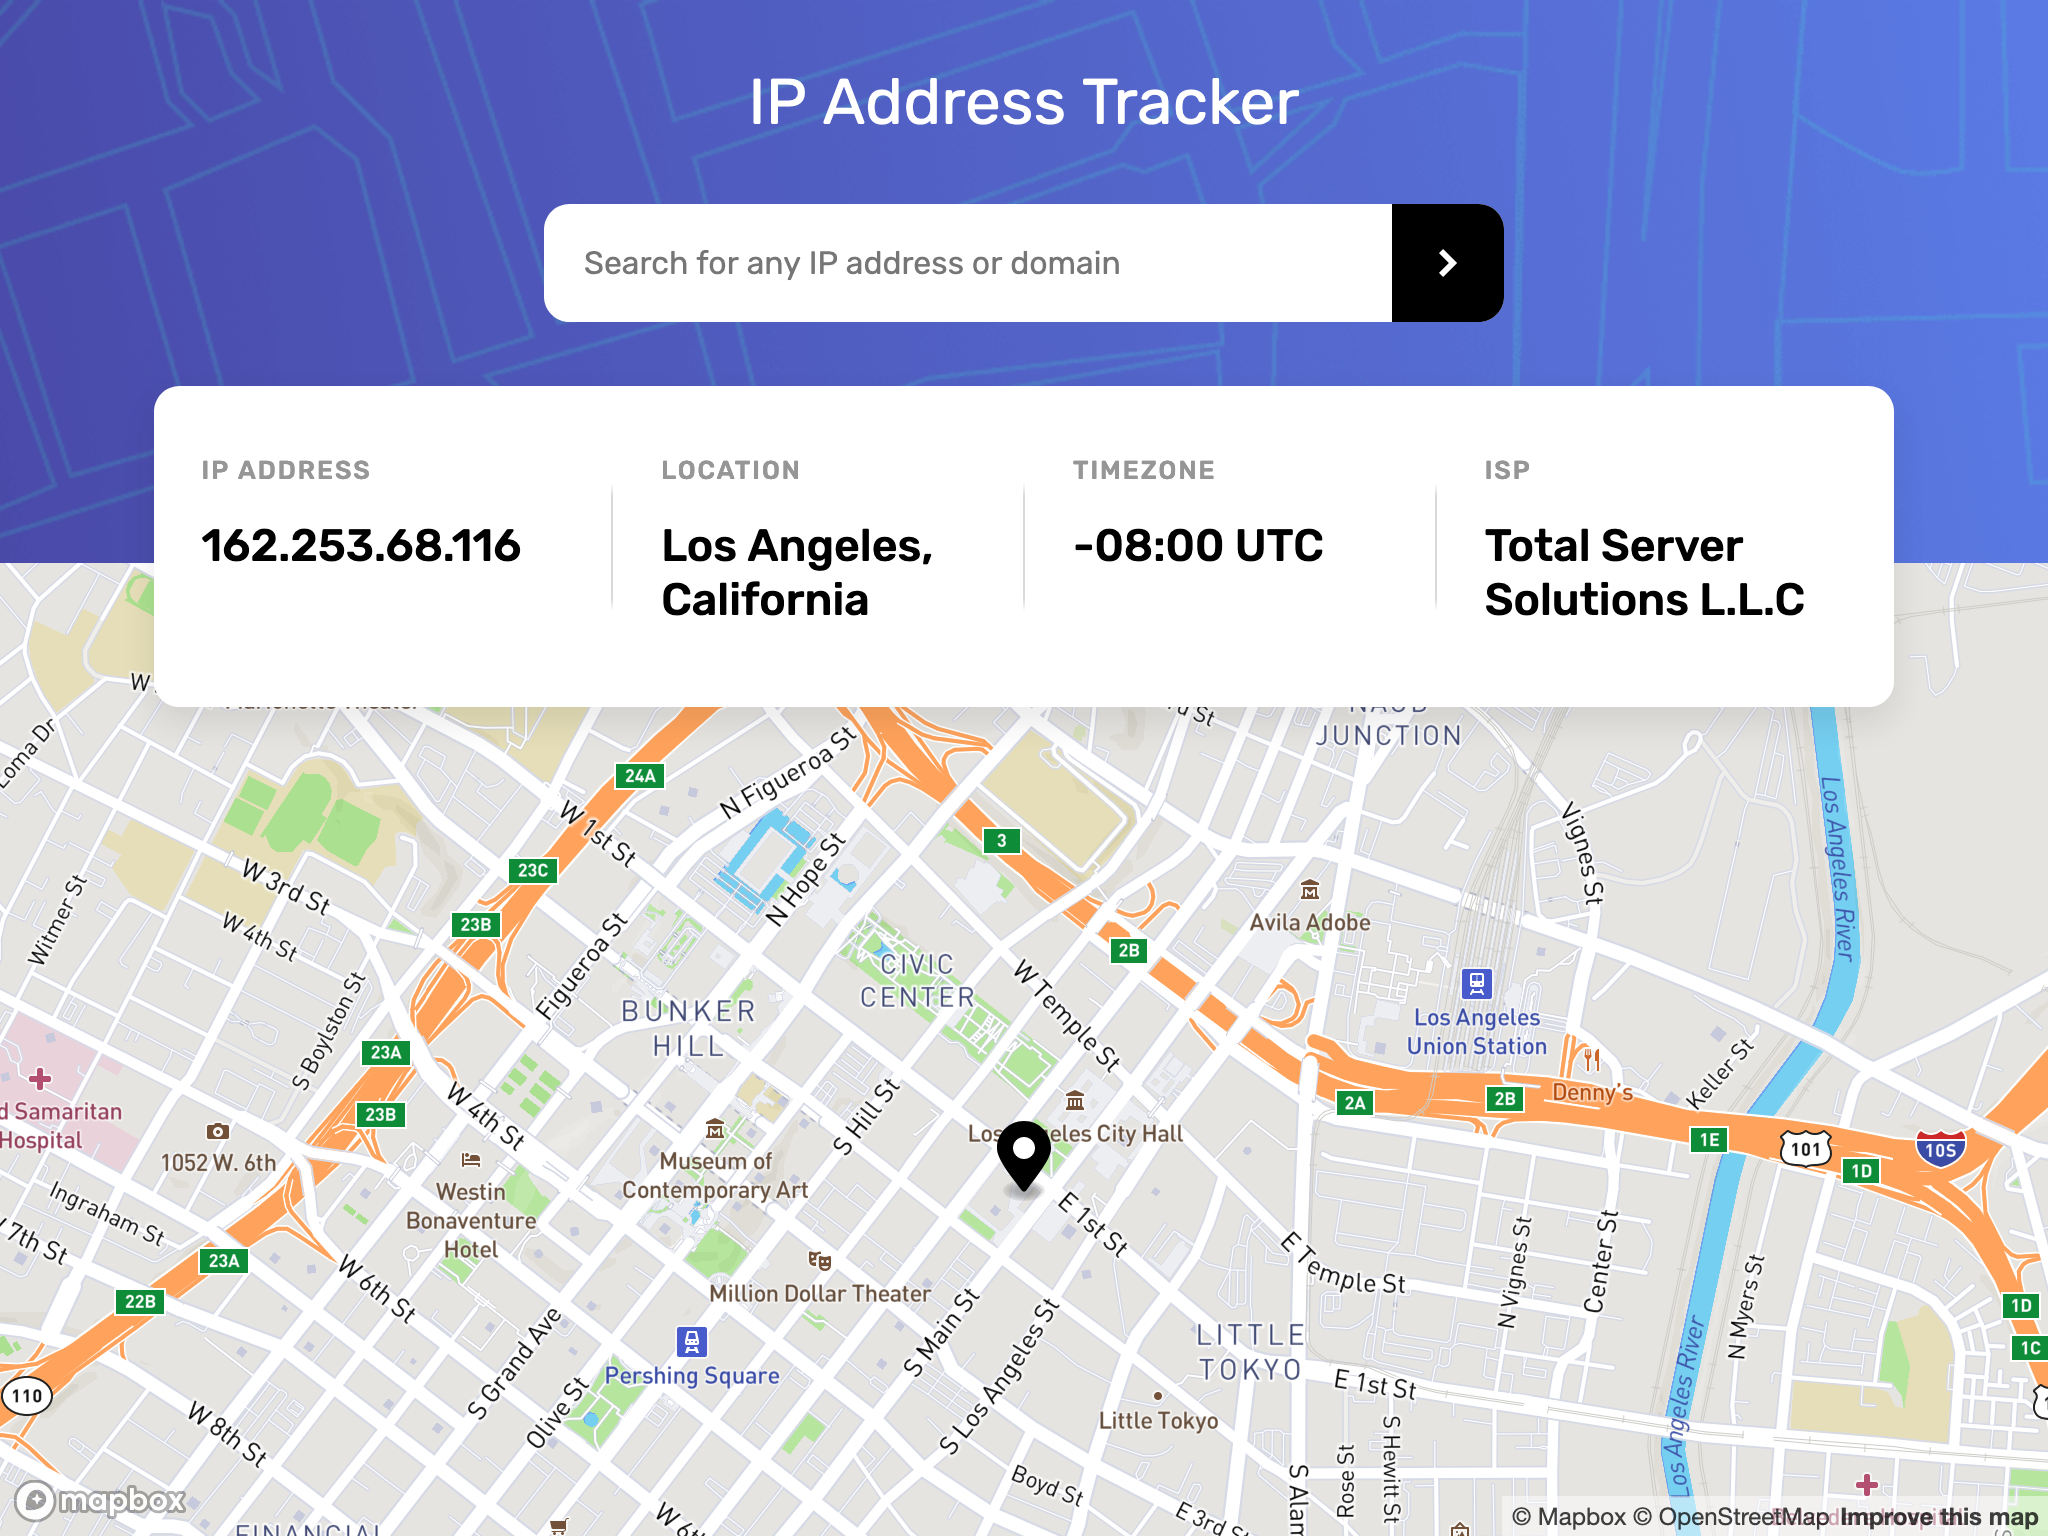 IP Address Tracker
Search for any IP address or domain
IP ADDRESS
162.253.68.116
LOCATION
Los Angeles,
California
TIMEZONE
-08:00 UTC
ISP
Total Server
Solutions L.L.C
W
Loma Dr
JUNCTION
24A
N Figueroa St
W 1st St
3
Vignes St
Los Angeles River
23C
W 3rd St
N Hope St
Witmer St
W 4th St
23B
Figueroa St
Avila Adobe
2B
CIVIC
CENTER
W Temple St
BUNKER
HILL
S Boylston St
Los Angeles
Union Station
23A
Keller St
Denny's
W 4th St
23B
S Hill St
2A
2B
d Samaritan
Hospital
City Hall
1E
101
1D
10S
1052 W. 6th
Museum of
Contemporary Art
Westin
Bonaventure
Hotel
Ingraham St
7th St
E 1st St
23A
W 6th St
22B
Million Dollar Theater
E Temple St
N Vignes St
Center St
N Myers St
1D
1C
S Main St
S Los Angeles St
LITTLE
TOKYO
Pershing Square
S Grand Ave
Olive St
110
W 8th St
E 1st St
Little Tokyo
Los Angeles River
S Hewitt St
Rose St
S Alam
Boyd St
E 3rd S
W 6t
mapbox
FINANCIAL
© Mapbox © OpenStreetMap Improve this map